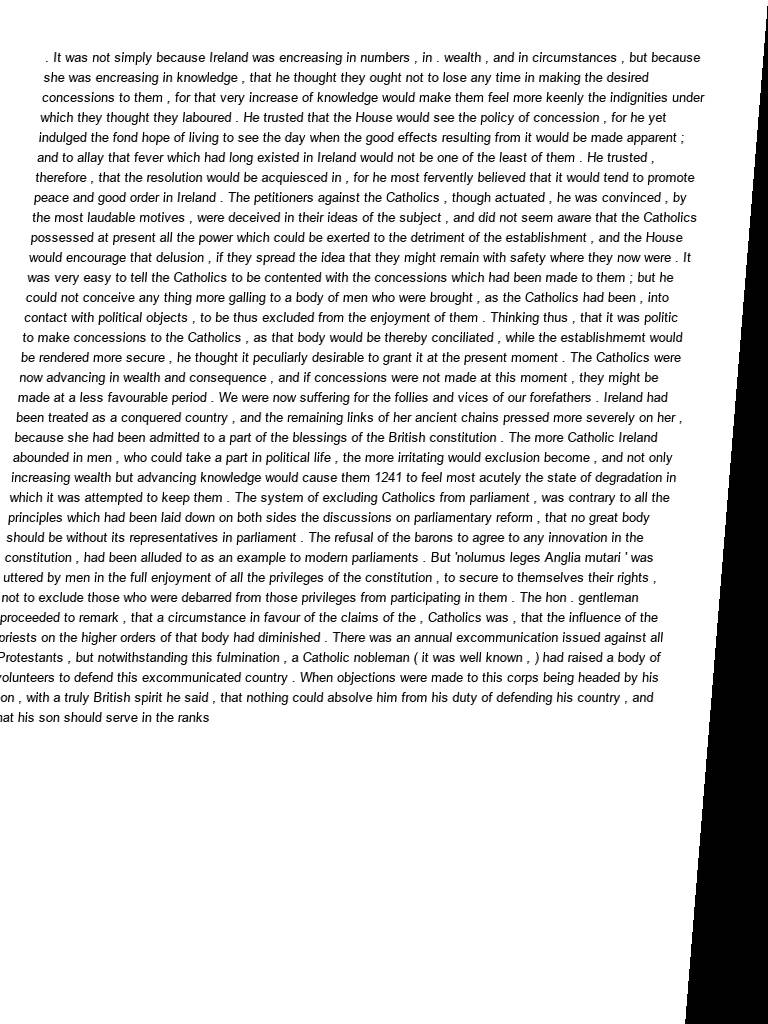 . It was not simply because Ireland was encreasing in numbers , in . wealth , and in circumstances , but because
she was encreasing in knowledge , that he thought they ought not to lose any time in making the desired
concessions to them , for that very increase of knowledge would make them feel more keenly the indignities under
which they thought they laboured . He trusted that the House would see the policy of concession , for he yet
indulged the fond hope of living to see the day when the good effects resulting from it would be made apparent ;
and to allay that fever which had long existed in Ireland would not be one of the least of them . He trusted ,
therefore , that the resolution would be acquiesced in , for he most fervently believed that it would tend to promote
peace and good order in Ireland . The petitioners against the Catholics , though actuated , he was convinced , by
the most laudable motives , were deceived in their ideas of the subject , and did not seem aware that the Catholics
possessed at present all the power which could be exerted to the detriment of the establishment , and the House
would encourage that delusion , if they spread the idea that they might remain with safety where they now were . It
was very easy to tell the Catholics to be contented with the concessions which had been made to them ; but he
could not conceive any thing more galling to a body of men who were brought , as the Catholics had been , into
contact with political objects , to be thus excluded from the enjoyment of them . Thinking thus , that it was politic
to make concessions to the Catholics , as that body would be thereby conciliated , while the establishmemt would
be rendered more secure , he thought it peculiarly desirable to grant it at the present moment . The Catholics were
now advancing in wealth and consequence , and if concessions were not made at this moment , they might be
made at a less favourable period . We were now suffering for the follies and vices of our forefathers . Ireland had
been treated as a conquered country , and the remaining links of her ancient chains pressed more severely on her ,
because she had been admitted to a part of the blessings of the British constitution . The more Catholic Ireland
abounded in men , who could take a part in political life , the more irritating would exclusion become , and not only
increasing wealth but advancing knowledge would cause them 1241 to feel most acutely the state of degradation in
which it was attempted to keep them . The system of excluding Catholics from parliament , was contrary to all the
principles which had been laid down on both sides the discussions on parliamentary reform , that no great body
should be without its representatives in parliament . The refusal of the barons to agree to any innovation in the
constitution , had been alluded to as an example to modern parliaments . But 'nolumus leges Anglia mutari ' was
uttered by men in the full enjoyment of all the privileges of the constitution , to secure to themselves their rights ,
not to exclude those who were debarred from those privileges from participating in them . The hon . gentleman
proceeded to remark , that a circumstance in favour of the claims of the , Catholics was , that the influence of the
priests on the higher orders of that body had diminished . There was an annual excommunication issued against all
Protestants , but notwithstanding this fulmination , a Catholic nobleman ( it was well known , ) had raised a body of
volunteers to defend this excommunicated country . When objections were made to this corps being headed by his
on , with a truly British spirit he said , that nothing could absolve him from his duty of defending his country , and
hat his son should serve in the ranks